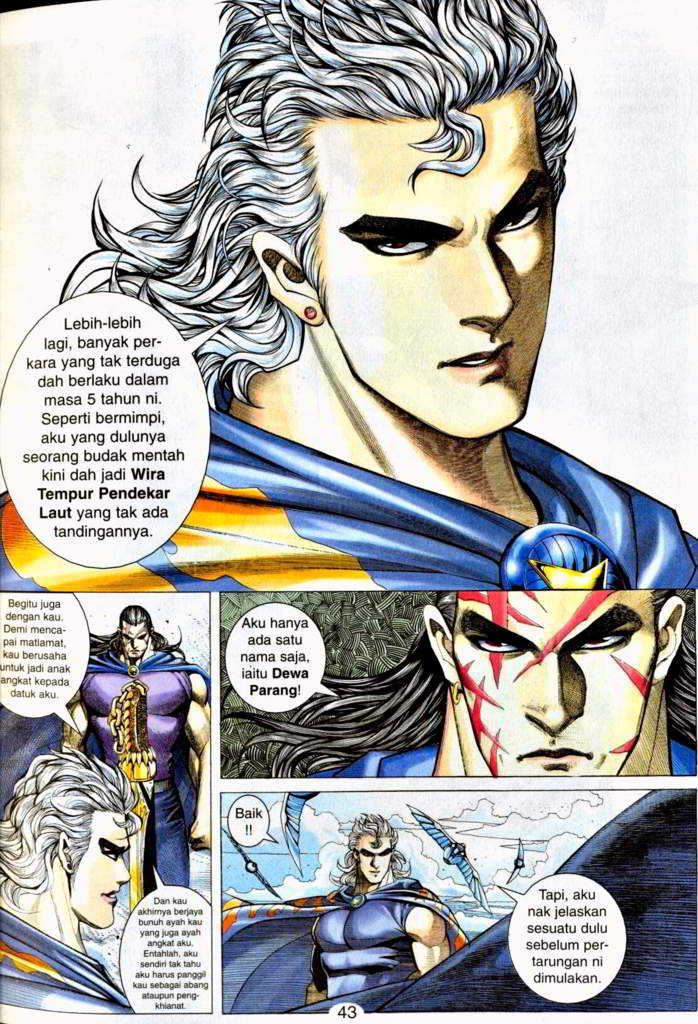 Lebih-lebih
lagi, banyak per-
kara yang tak terduga
dah berlaku dalam
masa 5 tahun ni.
Seperti bermimpi,
aku yang dulunya
seorang budak mentah
kini dah jadi Wira
Tempur Pendekar
Laut yang tak ada
tandingannya.
Begitu juga
dengan kau.
Demi menca-
pai matlamat,
kau berusaha
untuk jadi anak
angkat kepada
datuk aku.
Dan kau
akhirnya berjaya
bunuh ayah kau
yang juga ayah
angkat aku.
Entahlah, aku
sendiri tak tahu
aku harus panggil
kau sebagai abang
ataupun peng-
khianat.
Aku hanya
ada satu
nama saja,
iaitu Dewa
Parang!
Baik
!!
Tapi, aku
nak jelaskan
sesuatu dulu
sebelum per-
tarungan ni
dimulakan.
43